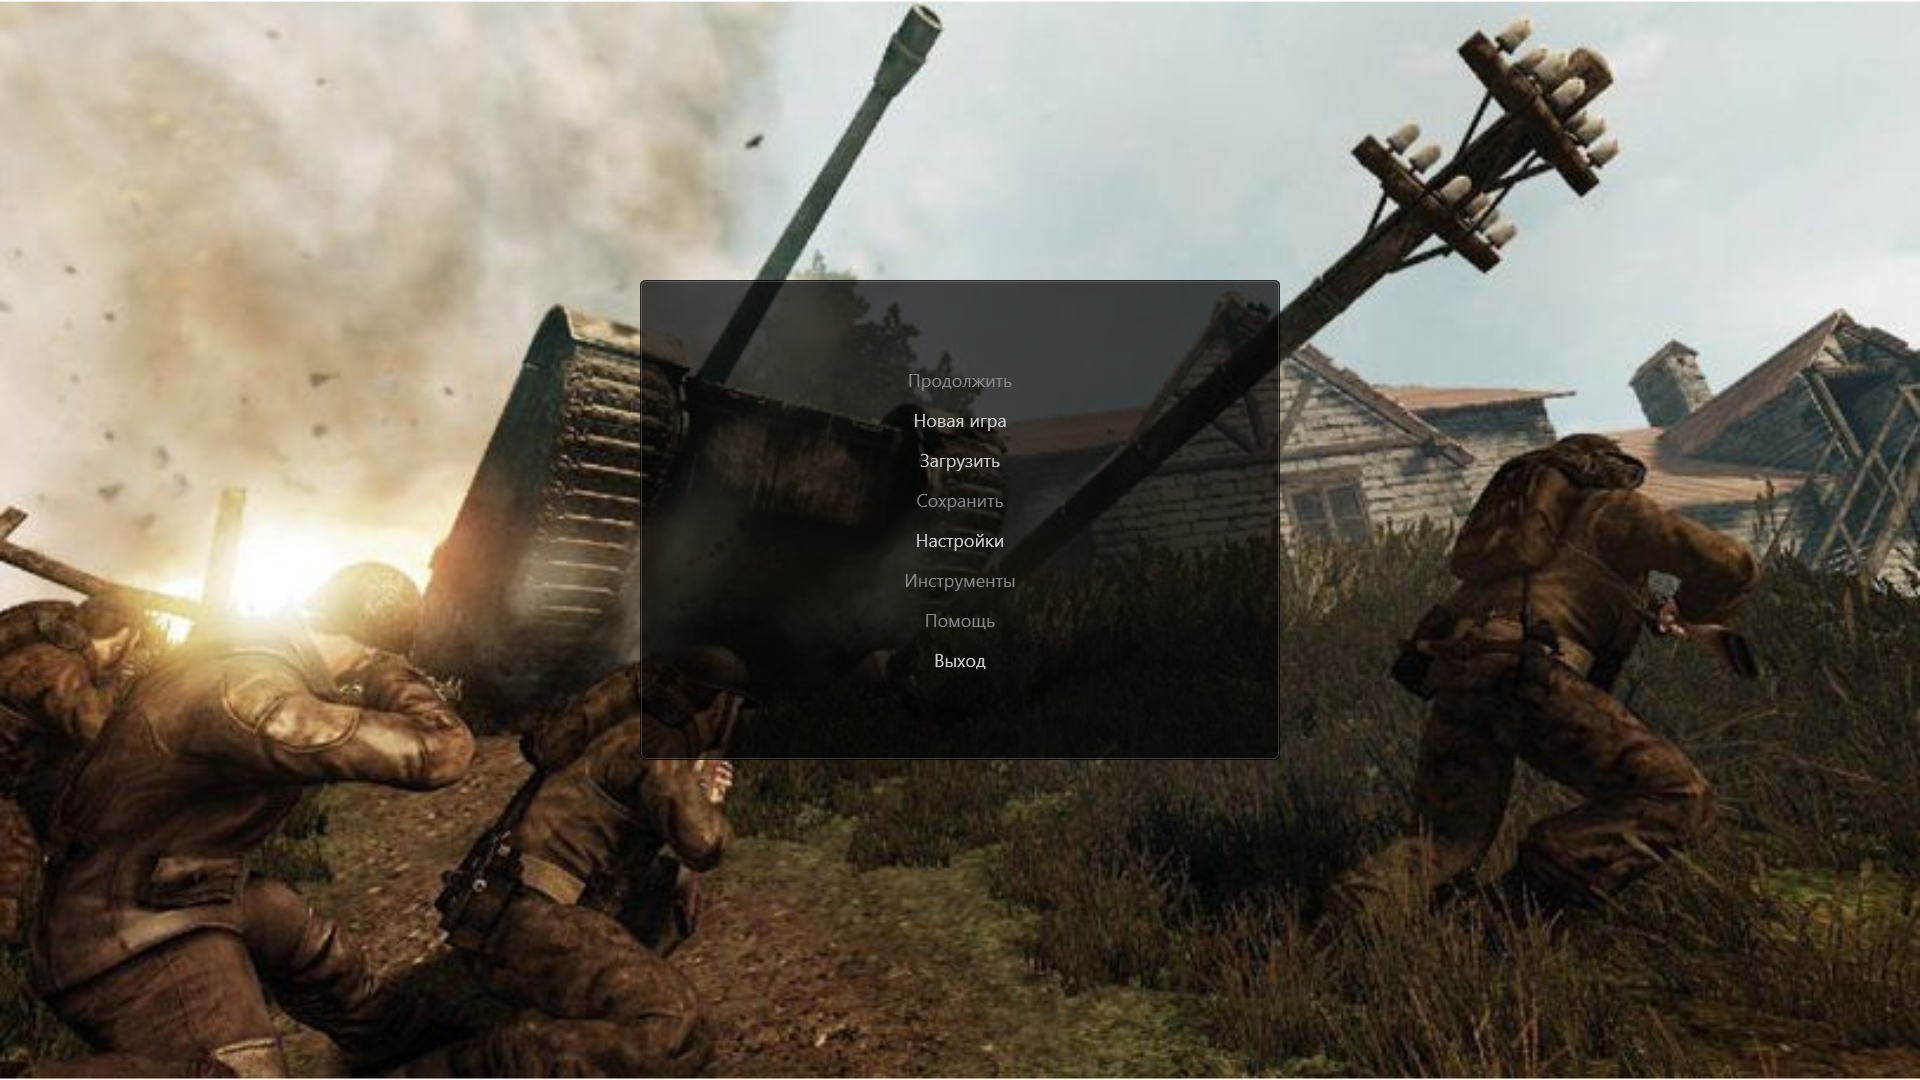 Продолжить
Новая игра
Загрузить
Сохранить
Настройки
Инструменты
Помощь
Выход